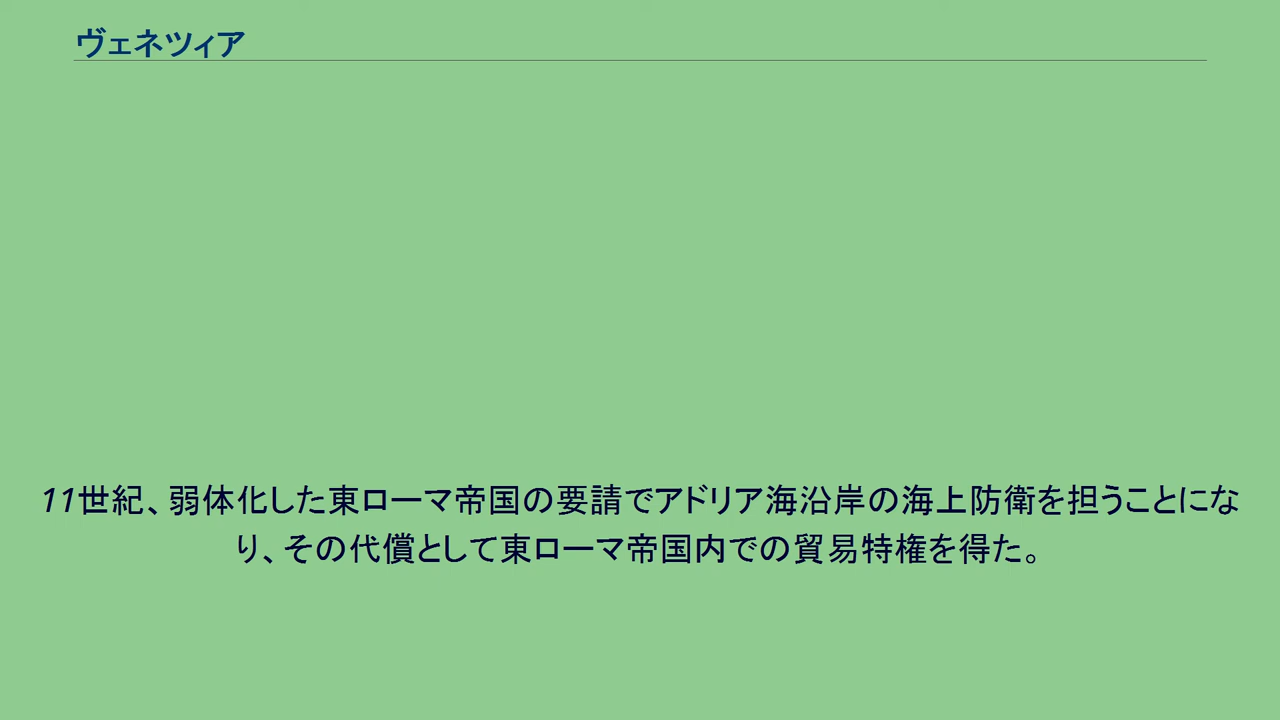 ヴェネツィア
11世紀、弱体化した東ローマ帝国の要請でアドリア海沿岸の海上防衛を担うことにな
り、その代償として東ローマ帝国内での貿易特権を得た。